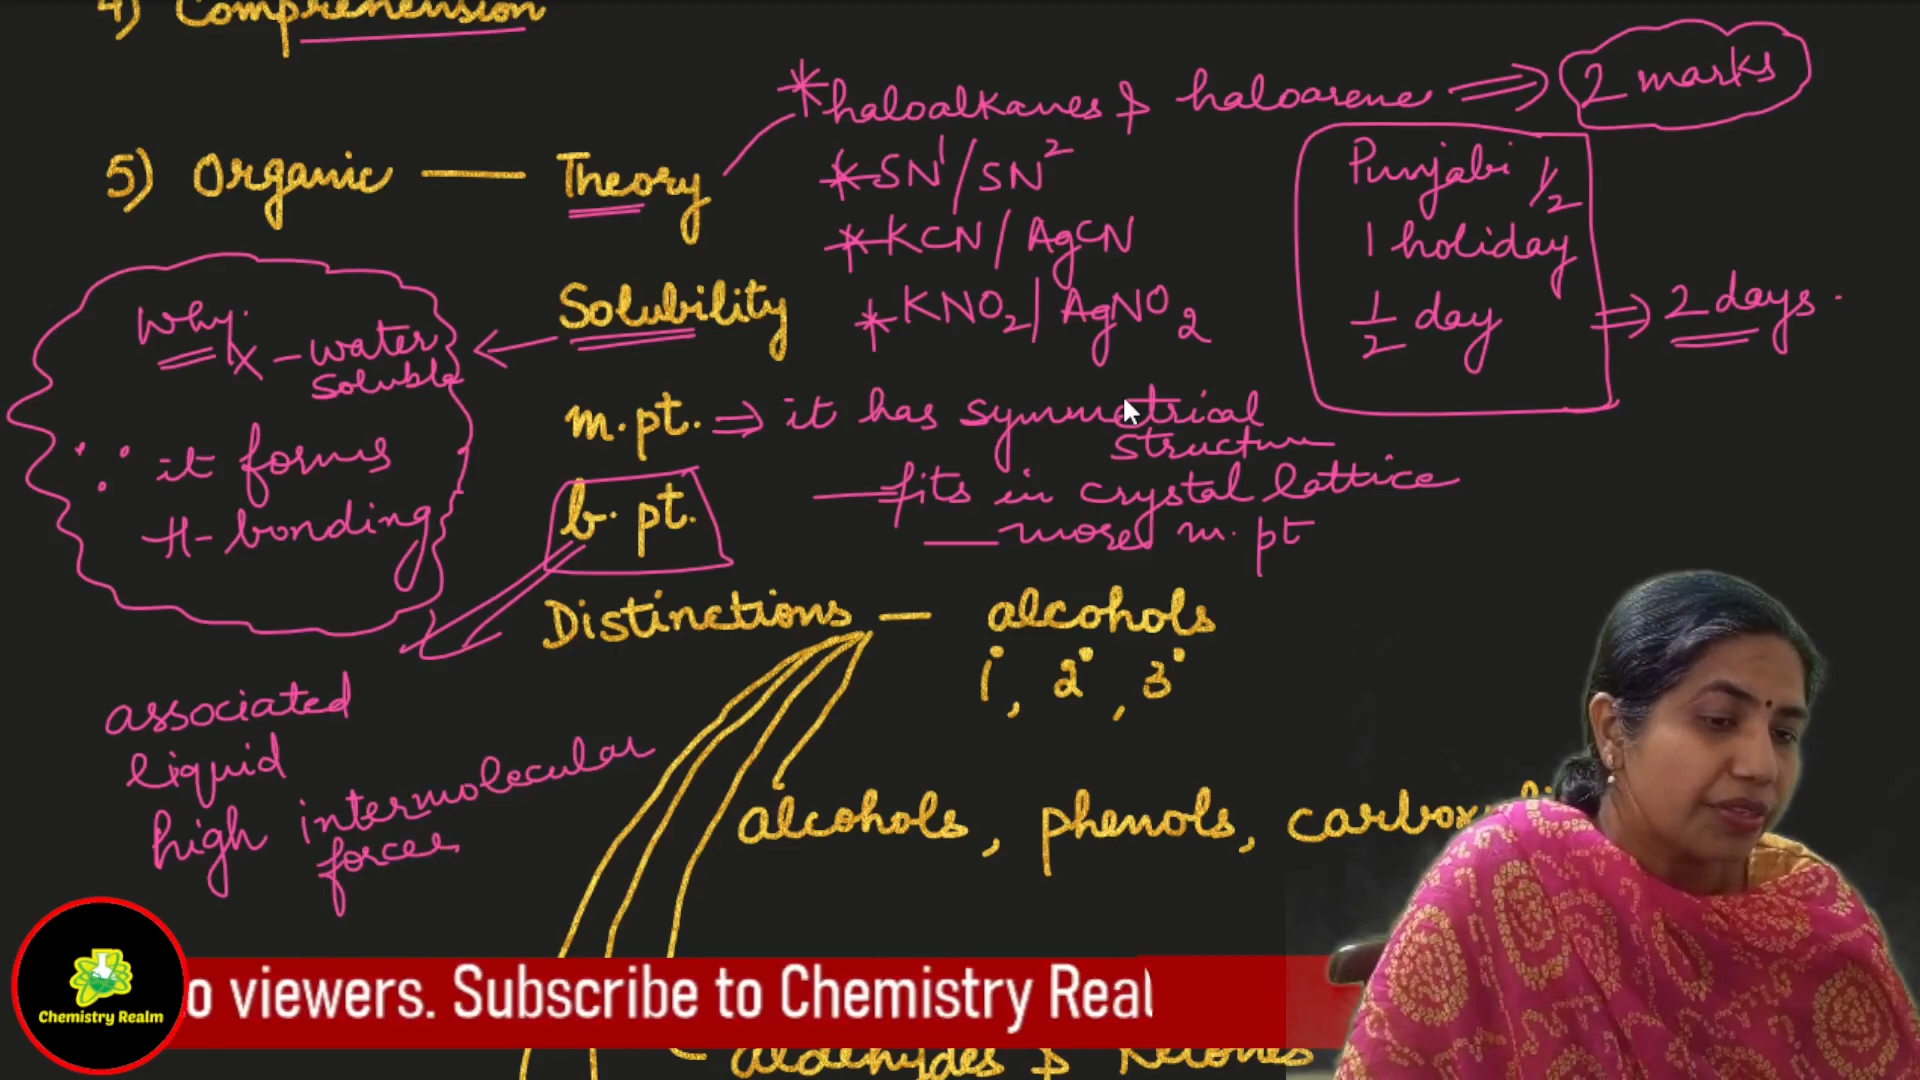 4) Comprehension
*haloalkanes & haloarene ⇒ 2 marks
5) Organic — Theory
*SN1/SN2
*KCN/AgCN
*KNO2/AgNO2
Punjabi 1/2
1 holiday
1/2 day ⇒ 2 days.
Solubility
Why.
X - water
soluble
∵ it forms
H-bonding
m.pt. ⇒ it has symmetrical
structure
— fits in crystal lattice
— more m.pt
b.pt.
associated
liquid
high intermolecular
forces
Distinctions — alcohols
1°, 2°, 3°
alcohols, phenols,
aldehydes & ketones
o viewers. Subscribe to Chemistry Real
Chemistry Realm